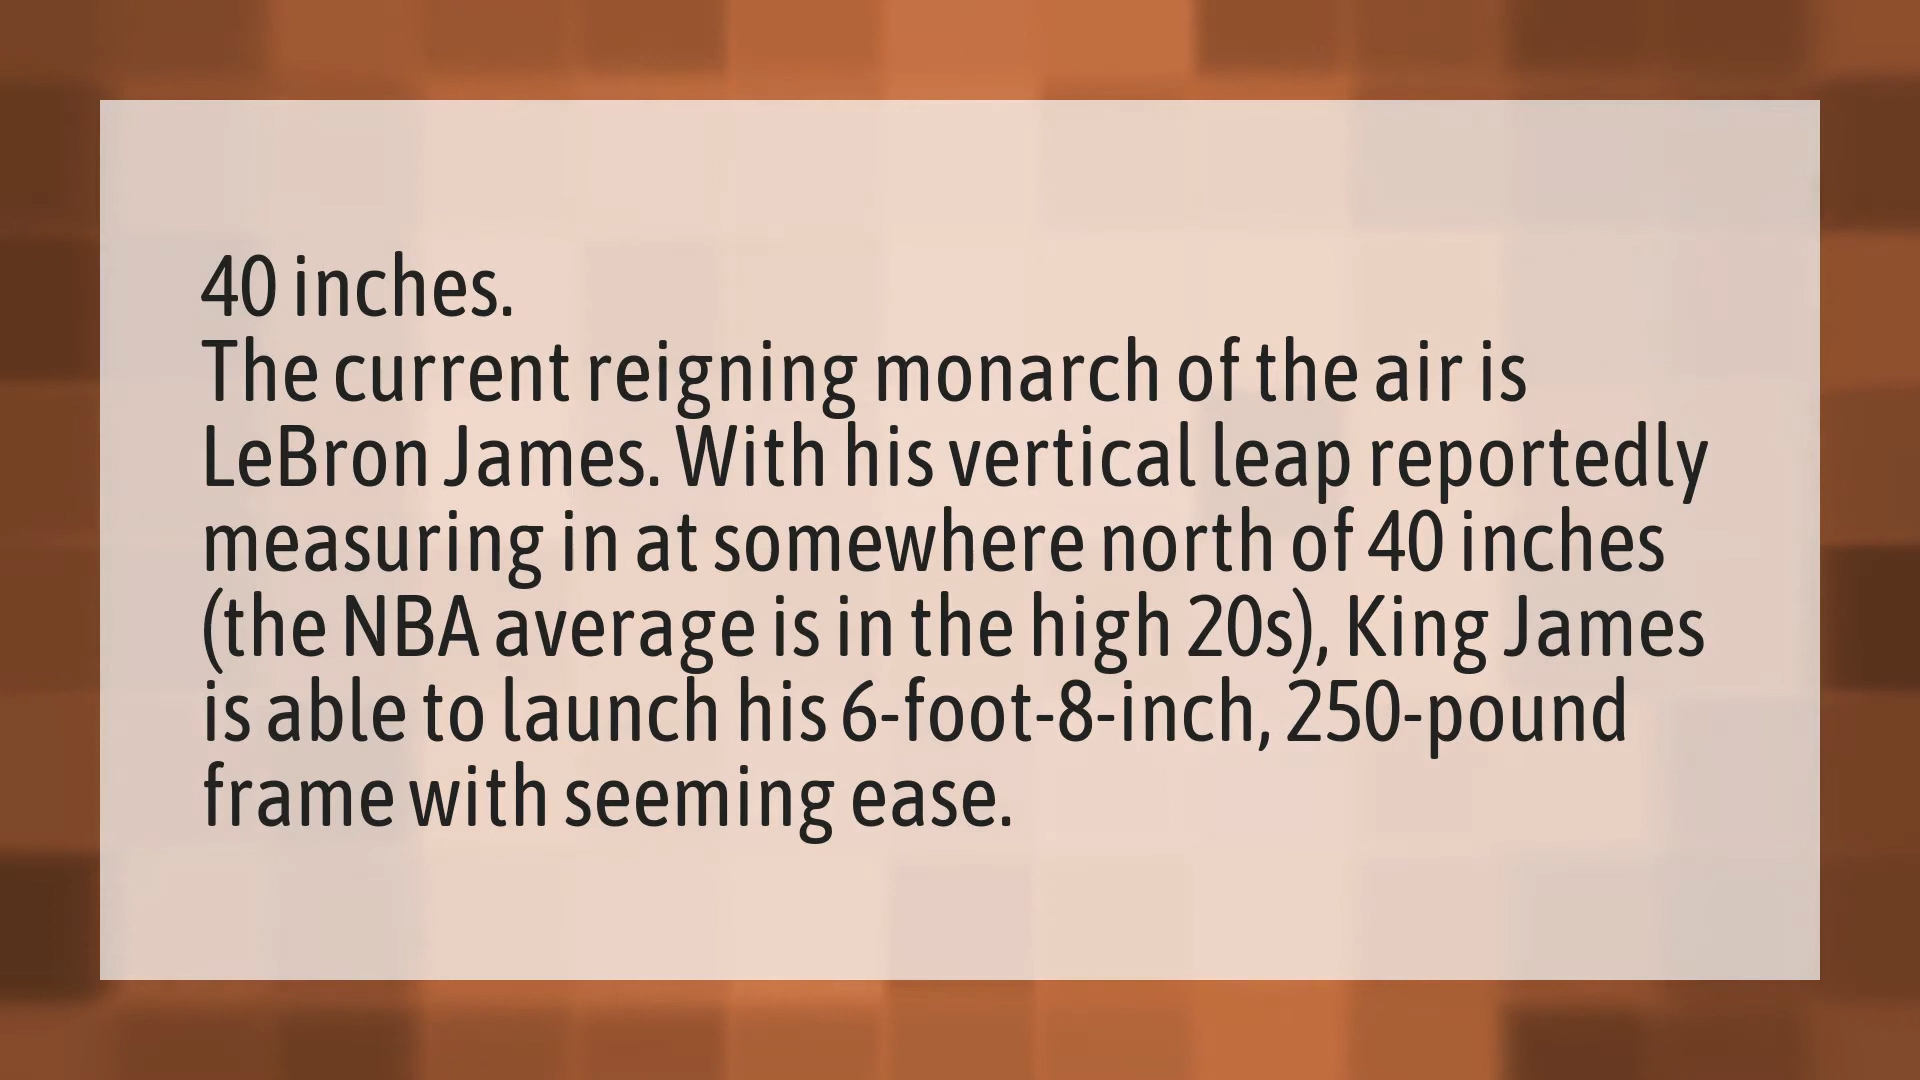 40 inches.
The current reigning monarch of the air is
LeBron James. With his vertical leap reportedly
measuring in at somewhere north of 40 inches
(the NBA average is in the high 20s), King James
is able to launch his 6-foot-8-inch, 250-pound
frame with seeming ease.